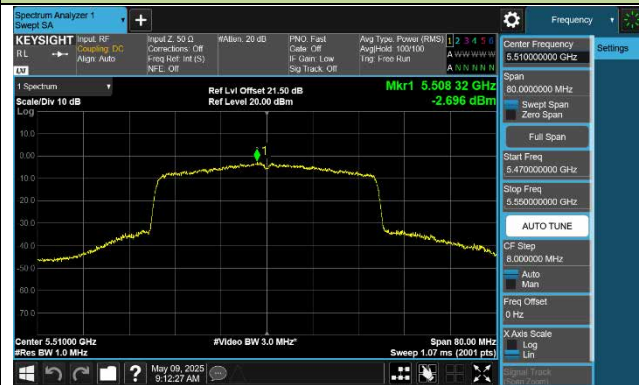 Spectrum Analyzer 1
Swept SA
Frequency
KEYSIGHT
RL
LXI
Input: RF
Coupling: DC
Align: Auto
Input Z: 50 Ω
Corrections: Off
Freq Ref: Int (S)
NFE: Off
#Atten: 20 dB
PNO: Fast
Gate: Off
IF Gain: Low
Sig Track: Off
Avg Type: Power (RMS)
Avg|Hold: 100/100
Trig: Free Run
1 2 3 4 5 6
A W W W W W
A N N N N N
Center Frequency
5.510000000 GHz
Settings
Span
80.0000000 MHz
Swept Span
Zero Span
Full Span
Start Freq
5.470000000 GHz
Stop Freq
5.550000000 GHz
AUTO TUNE
CF Step
8.000000 MHz
Auto
Man
Freq Offset
0 Hz
X Axis Scale
Log
Lin
Signal Track
(Span Zoom)
1 Spectrum
Scale/Div 10 dB
Log
Ref Lvl Offset 21.50 dB
Ref Level 20.00 dBm
Mkr1 5.508 32 GHz
-2.696 dBm
1
10.0
0.00
-10.0
-20.0
-30.0
-40.0
-50.0
-60.0
-70.0
Center 5.51000 GHz
#Res BW 1.0 MHz
#Video BW 3.0 MHz*
Span 80.00 MHz
Sweep 1.07 ms (2001 pts)
May 09, 2025
9:12:27 AM